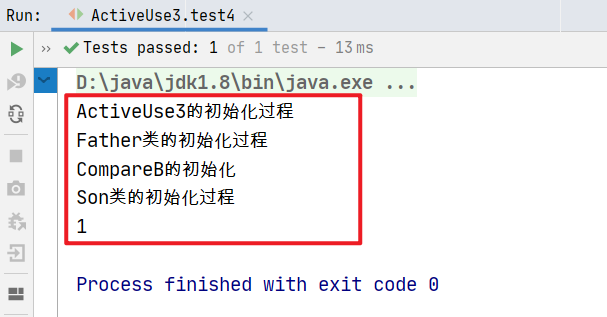 Run: ActiveUse3.test4 ×
» Tests passed: 1 of 1 test – 13 ms
D:\java\jdk1.8\bin\java.exe ...
ActiveUse3的初始化过程
Father类的初始化过程
CompareB的初始化
Son类的初始化过程
1
Process finished with exit code 0